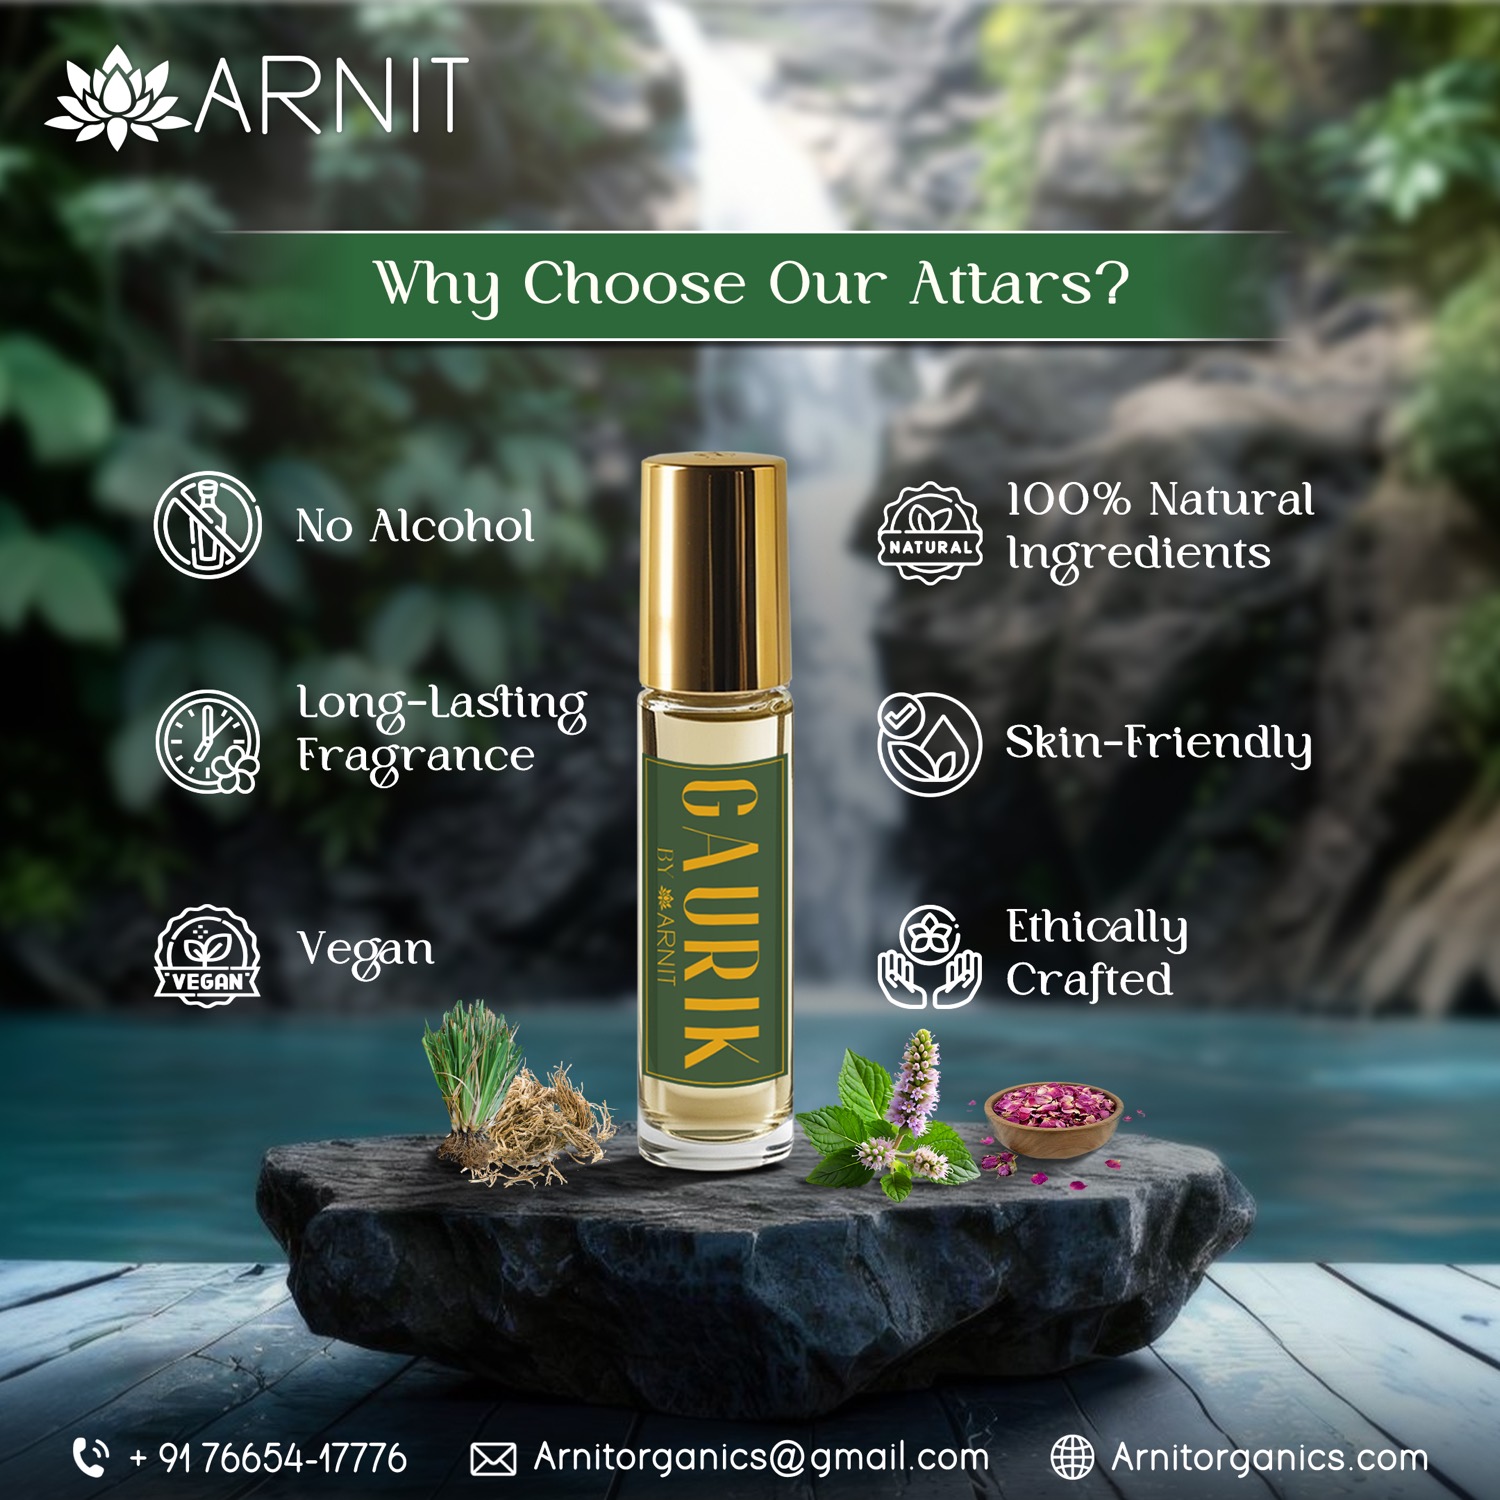 ARNIT
Why Choose Our Attars?
No Alcohol
NATURAL
100% Natural
Ingredients
Long-Lasting
Fragrance
Skin-Friendly
VEGAN
Vegan
Ethically
Crafted
GAURIK
BY ARNIT
+ 91 76654-17776
Arnitorganics@gmail.com
Arnitorganics.com